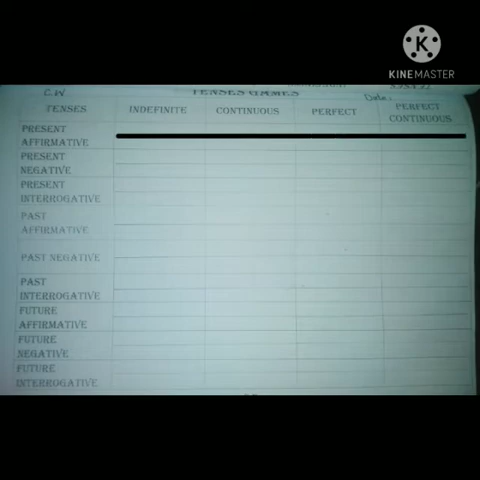 K
KINEMASTER
C.W
TENSES GAMES
Date:
TENSES INDEFINITE CONTINUOUS PERFECT PERFECT CONTINUOUS
PRESENT
AFFIRMATIVE
PRESENT
NEGATIVE
PRESENT
INTERROGATIVE
PAST
AFFIRMATIVE
PAST NEGATIVE
PAST
INTERROGATIVE
FUTURE
AFFIRMATIVE
FUTURE
NEGATIVE
FUTURE
INTERROGATIVE